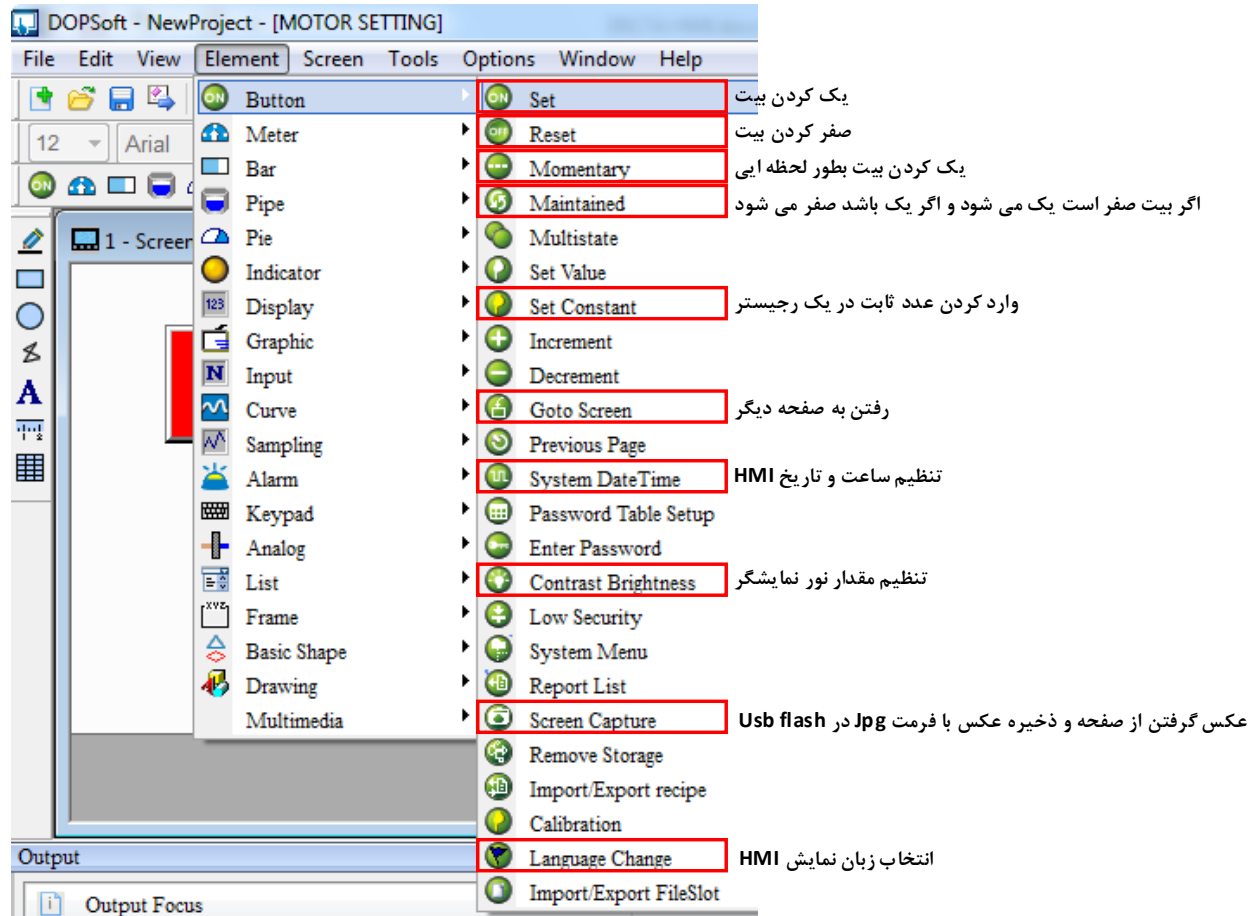 DOPSoft - NewProject - [MOTOR SETTING]
File Edit View Element Screen Tools Options Window Help
12 Arial
1 - Screen
Button
Meter
Bar
Pipe
Pie
Indicator
Display
Graphic
Input
Curve
Sampling
Alarm
Keypad
Analog
List
Frame
Basic Shape
Drawing
Multimedia
Set یک کردن بیت
Reset صفر کردن بیت
Momentary یک کردن بیت بطور لحظه ایی
Maintained اگر بیت صفر است یک می شود و اگر یک باشد صفر می شود
Multistate
Set Value
Set Constant وارد کردن عدد ثابت در یک رجیستر
Increment
Decrement
Goto Screen رفتن به صفحه دیگر
Previous Page
System DateTime تنظیم ساعت و تاریخ HMI
Password Table Setup
Enter Password
Contrast Brightness تنظیم مقدار نور نمایشگر
Low Security
System Menu
Report List
Screen Capture عکس گرفتن از صفحه و ذخیره عکس با فرمت Jpg در Usb flash
Remove Storage
Import/Export recipe
Calibration
Language Change انتخاب زبان نمایش HMI
Import/Export FileSlot
Output
Output Focus